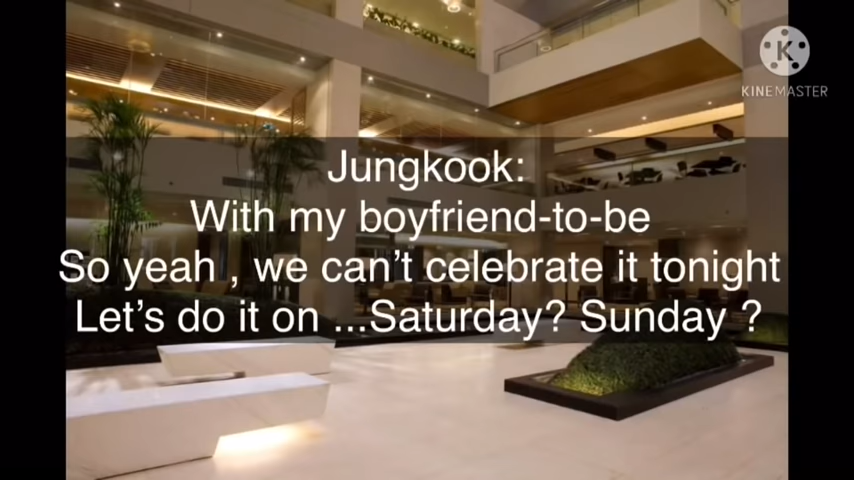 KINEMASTER
Jungkook:
With my boyfriend-to-be
So yeah , we can't celebrate it tonight
Let's do it on ...Saturday? Sunday ?